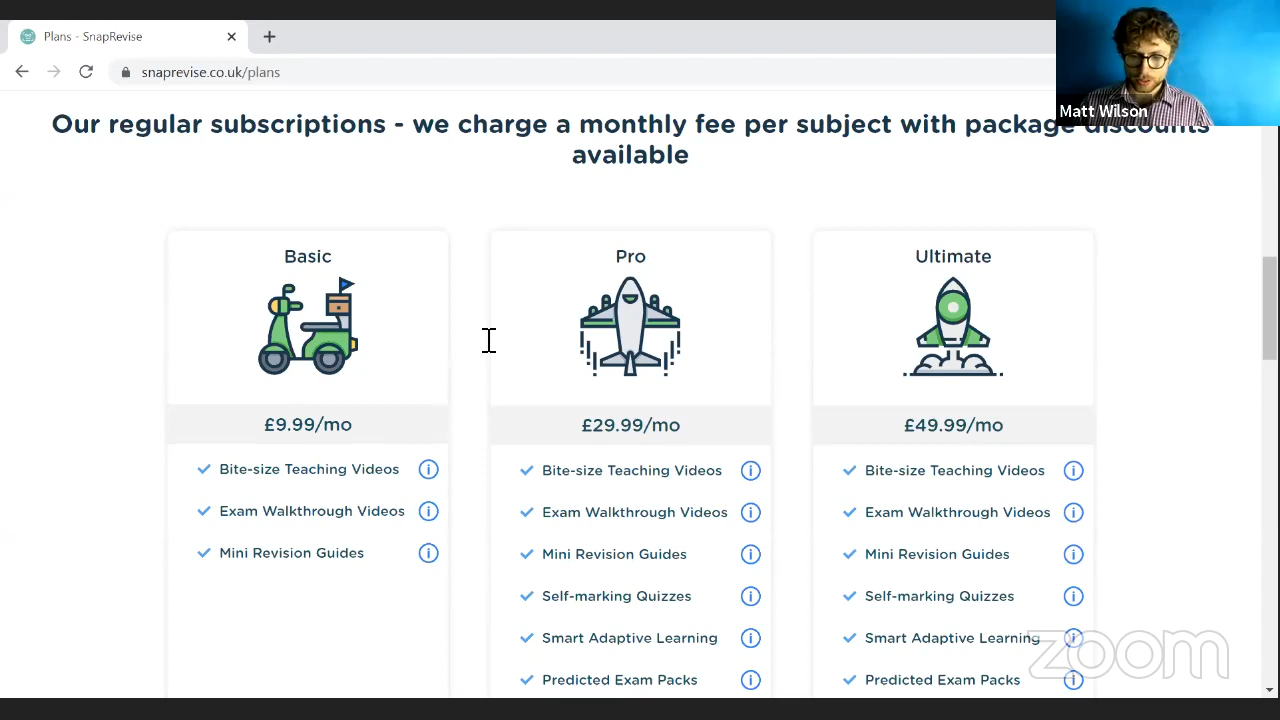 Plans - SnapRevise
snaprevise.co.uk/plans
Matt Wilson
Our regular subscriptions - we charge a monthly fee per subject with package discounts
available
Basic
Pro
Ultimate
£9.99/mo
£29.99/mo
£49.99/mo
Bite-size Teaching Videos
Exam Walkthrough Videos
Mini Revision Guides
Bite-size Teaching Videos
Exam Walkthrough Videos
Mini Revision Guides
Self-marking Quizzes
Smart Adaptive Learning
Predicted Exam Packs
Bite-size Teaching Videos
Exam Walkthrough Videos
Mini Revision Guides
Self-marking Quizzes
Smart Adaptive Learning
Predicted Exam Packs
zoom